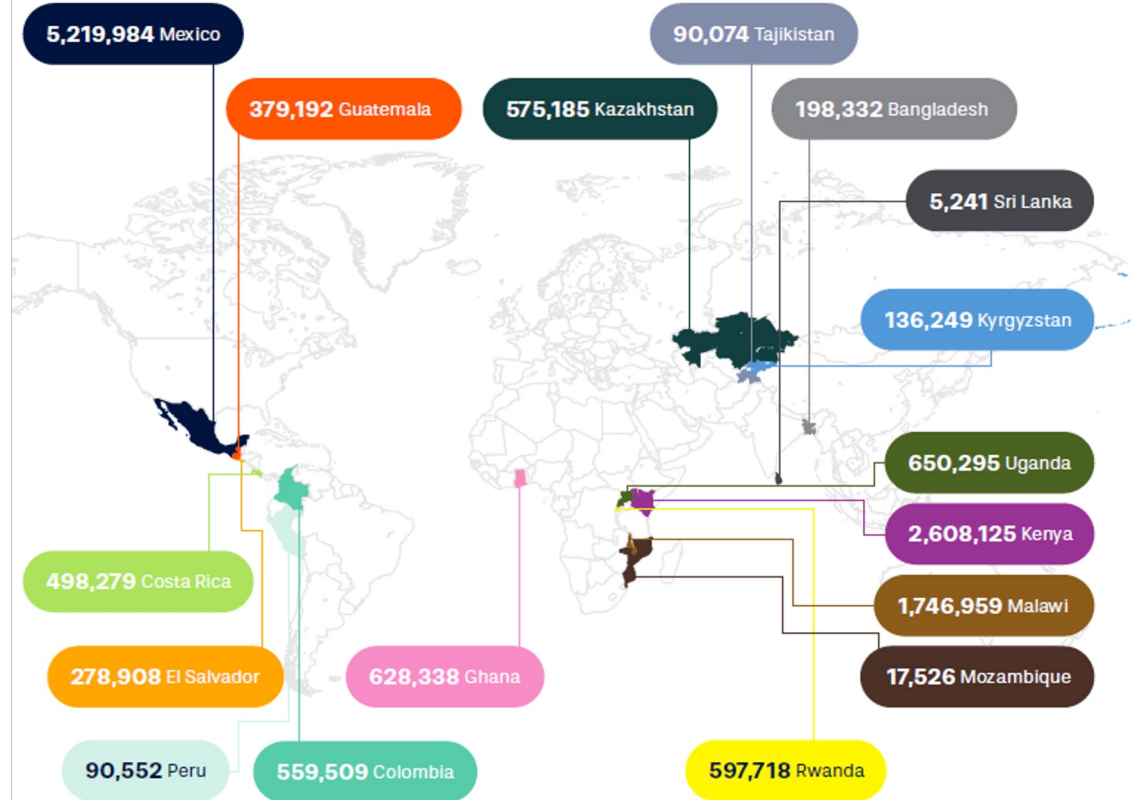 5,219,984 Mexico
90,074 Tajikistan
379,192 Guatemala
575,185 Kazakhstan
198,332 Bangladesh
5,241 Sri Lanka
136,249 Kyrgyzstan
650,295 Uganda
2,608,125 Kenya
498,279 Costa Rica
1,746,959 Malawi
278,908 El Salvador
628,338 Ghana
17,526 Mozambique
90,552 Peru
559,509 Colombia
597,718 Rwanda